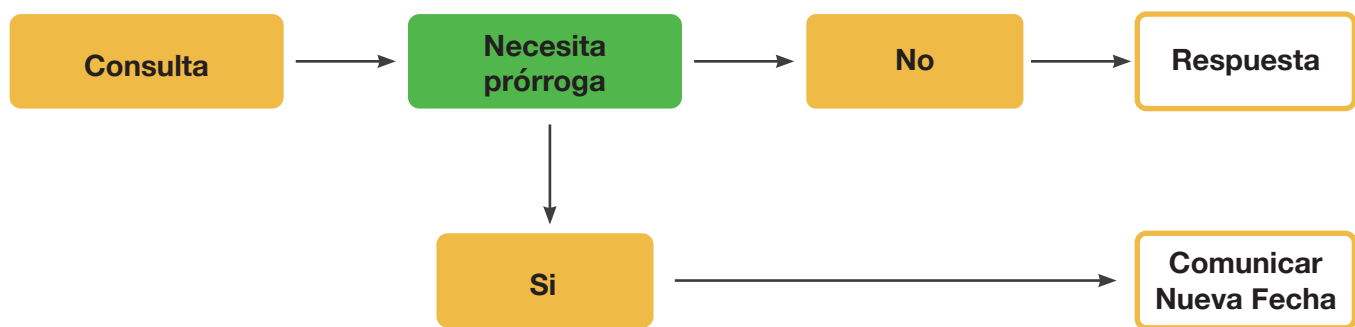 Consulta
Necesita
prórroga
No
Respuesta
Si
Comunicar
Nueva Fecha